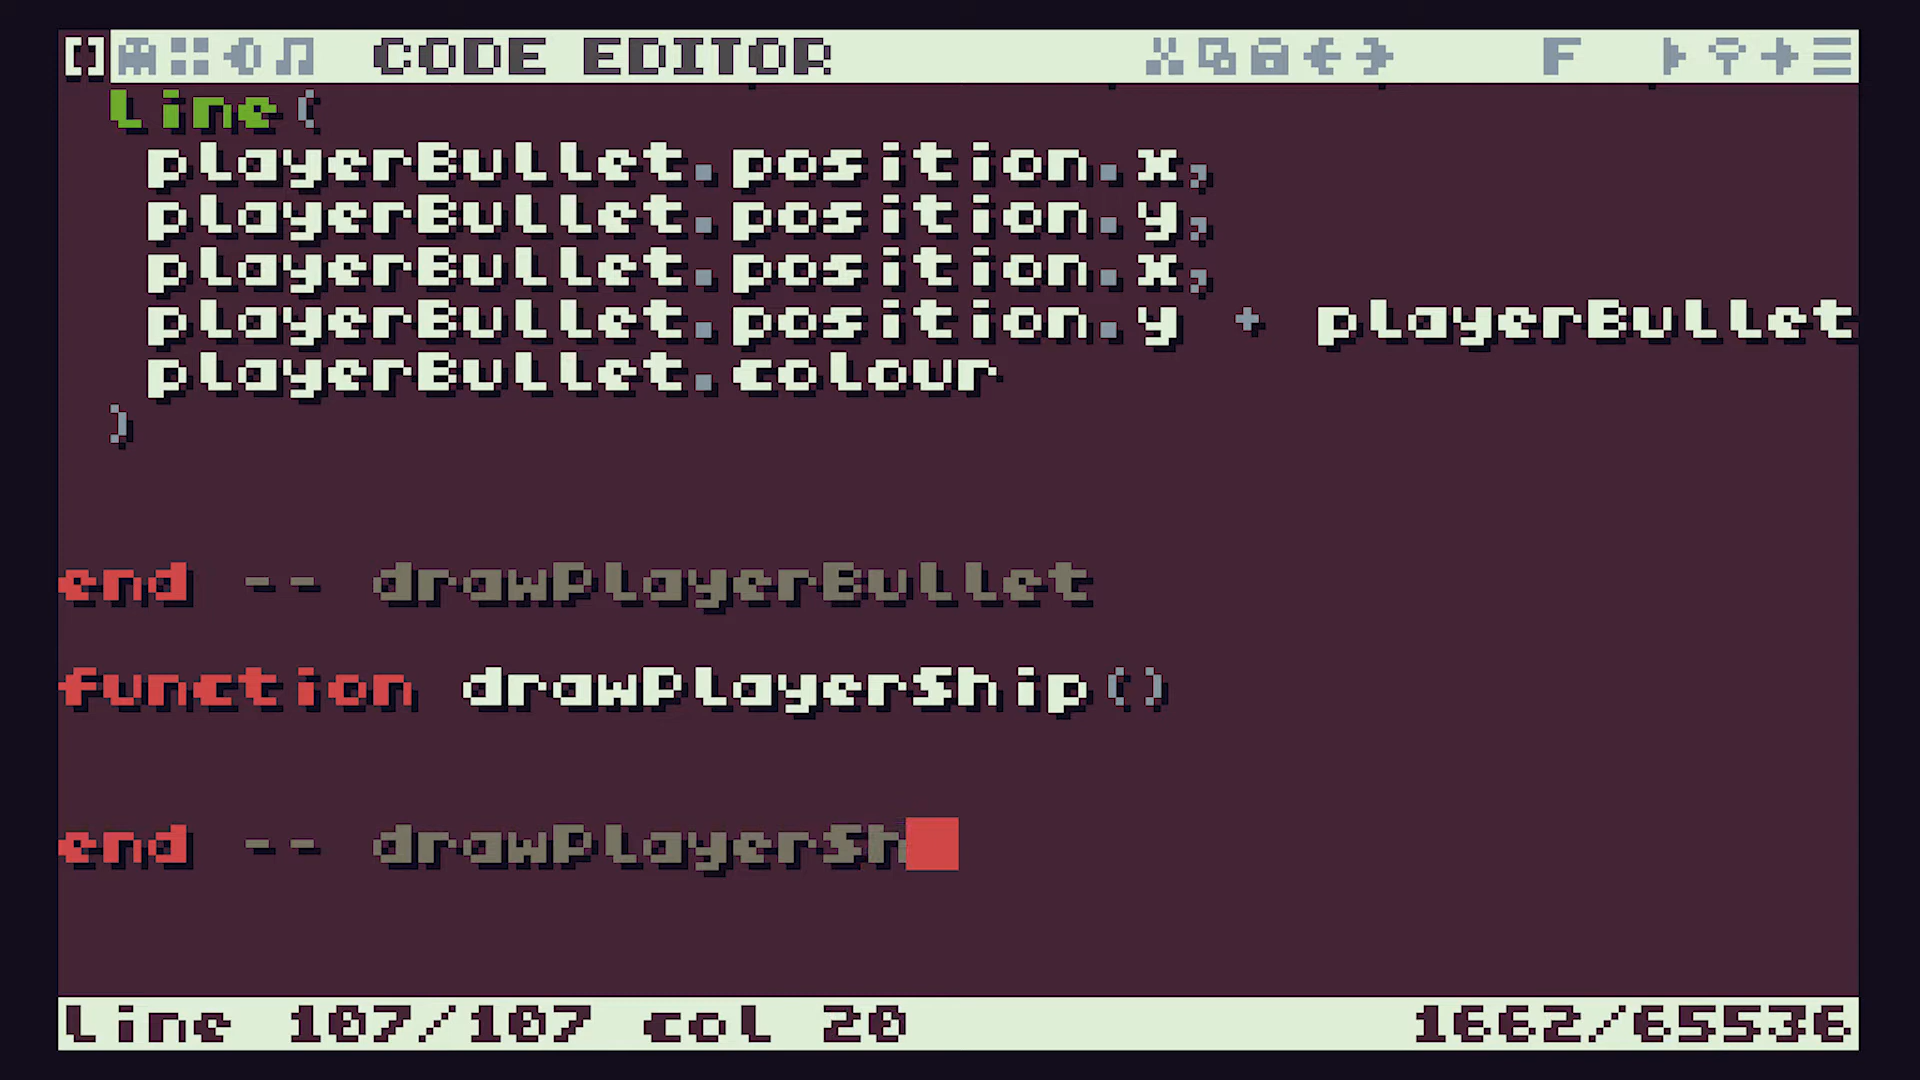 CODE EDITOR F
line(
playerBullet.position.x,
playerBullet.position.y,
playerBullet.position.x,
playerBullet.position.y + playerBullet
playerBullet.colour
)
end -- drawPlayerBullet
function drawPlayerShip()
end -- drawPlayerSh
line 107/107 col 20 1662/65536